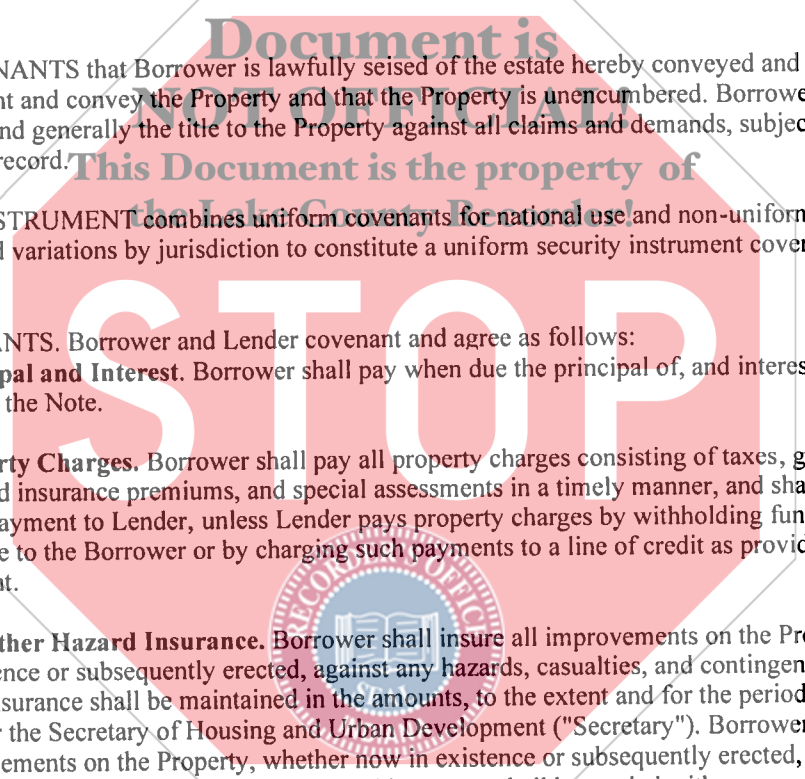 Document is
NANTS that Borrower is lawfully seised of the estate hereby conveyed and
nt and convey the Property and that the Property is unencumbered. Borrowe
NOT OFFICIAL!
nd generally the title to the Property against all claims and demands, subjec
record.
This Document is the property of
the Lake County Recorder!
STRUMENT combines uniform covenants for national use and non-uniform
d variations by jurisdiction to constitute a uniform security instrument cover
STOP
ANTS. Borrower and Lender covenant and agree as follows:
pal and Interest. Borrower shall pay when due the principal of, and interes
the Note.
rty Charges. Borrower shall pay all property charges consisting of taxes, g
d insurance premiums, and special assessments in a timely manner, and sha
ayment to Lender, unless Lender pays property charges by withholding fun
e to the Borrower or by charging such payments to a line of credit as provid
nt.
RECORDER'S OFFICE
SEAL
ther Hazard Insurance. Borrower shall insure all improvements on the Pro
ence or subsequently erected, against any hazards, casualties, and contingen
surance shall be maintained in the amounts, to the extent and for the period
r the Secretary of Housing and Urban Development ("Secretary"). Borrower
ements on the Property, whether now in existence or subsequently erected,